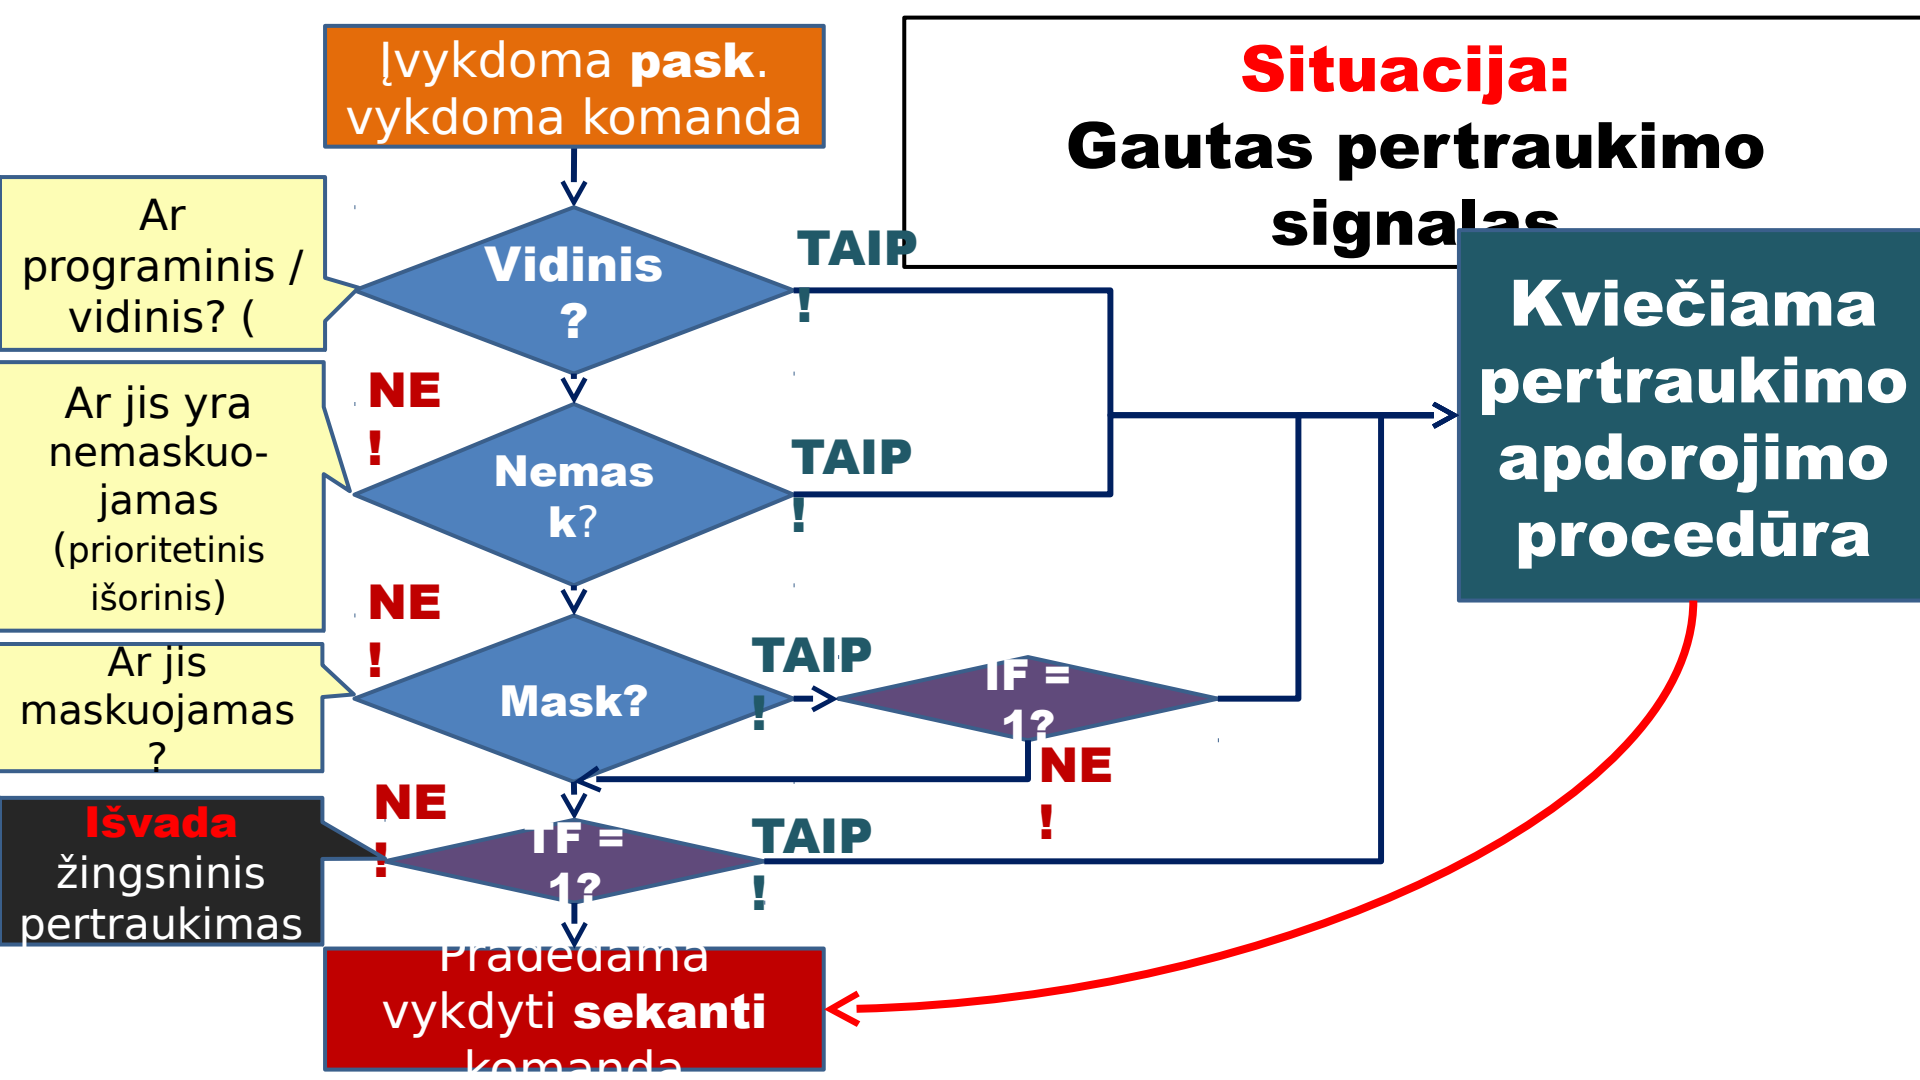 Įvykdoma pask.
vykdoma komanda
Situacija:
Gautas pertraukimo
signalas
Ar
programinis /
vidinis? (
Vidinis
?
TAIP
!
Kviečiama
pertraukimo
apdorojimo
procedūra
NE
!
Ar jis yra
nemaskuo-
jamas
(prioritetinis
išorinis)
Nemas
k?
TAIP
!
NE
!
Ar jis
maskuojamas
?
Mask?
TAIP
!
IF =
1?
NE
!
NE
!
Išvada
žingsninis
pertraukimas
TF =
1?
TAIP
!
Pradedama
vykdyti sekanti
komanda